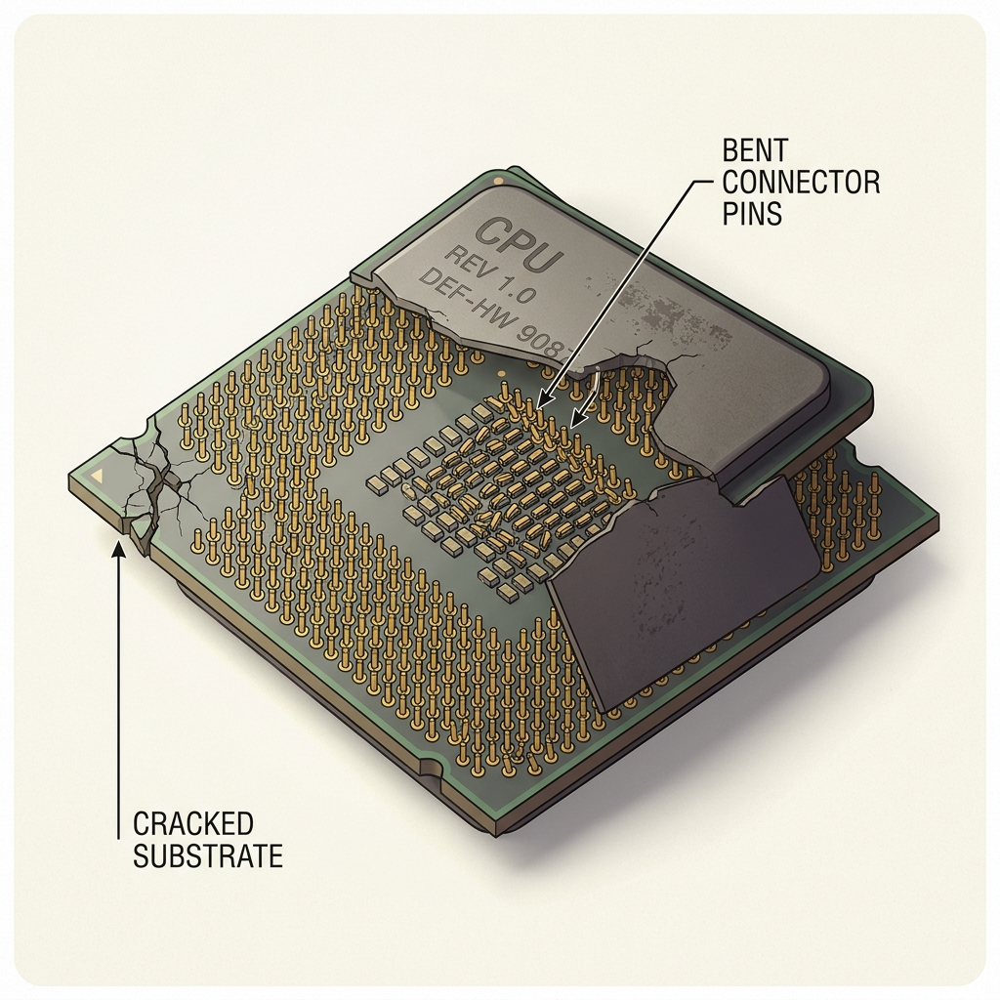 BENT
CONNECTOR
PINS
CPU
REV 1.0
DEF-HW 908
CRACKED
SUBSTRATE